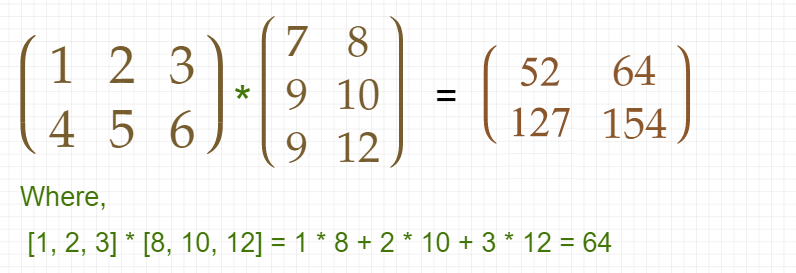 1 2 3 7 8
4 5 6 * 9 10 = 52 64
9 12 127 154
Where,
[1, 2, 3] * [8, 10, 12] = 1 * 8 + 2 * 10 + 3 * 12 = 64